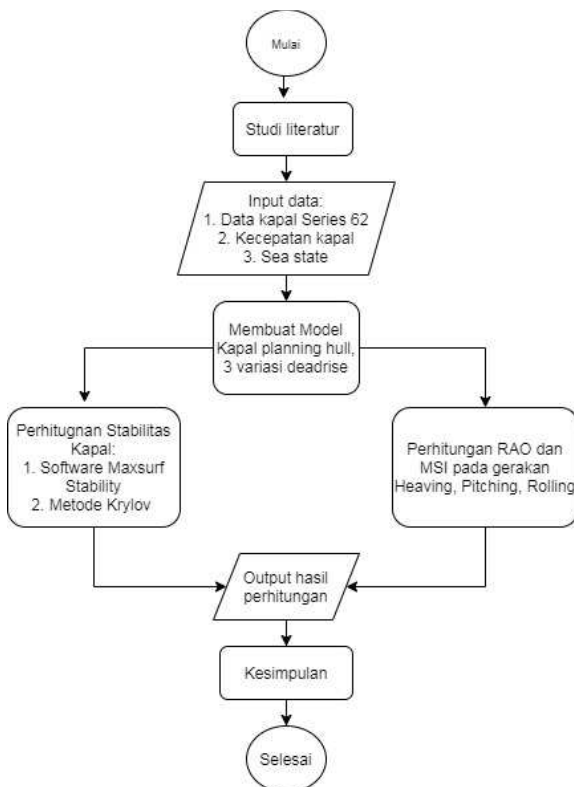 Mulai
Studi literatur
Input data:
1. Data kapal Series 62
2. Kecepatan kapal
3. Sea state
Membuat Model
Kapal planning hull,
3 variasi deadrise
Perhitugnan Stabilitas
Kapal:
1. Software Maxsurf
Stability
2. Metode Krylov
Perhitungan RAO dan
MSI pada gerakan
Heaving, Pitching, Rolling
Output hasil
perhitungan
Kesimpulan
Selesai